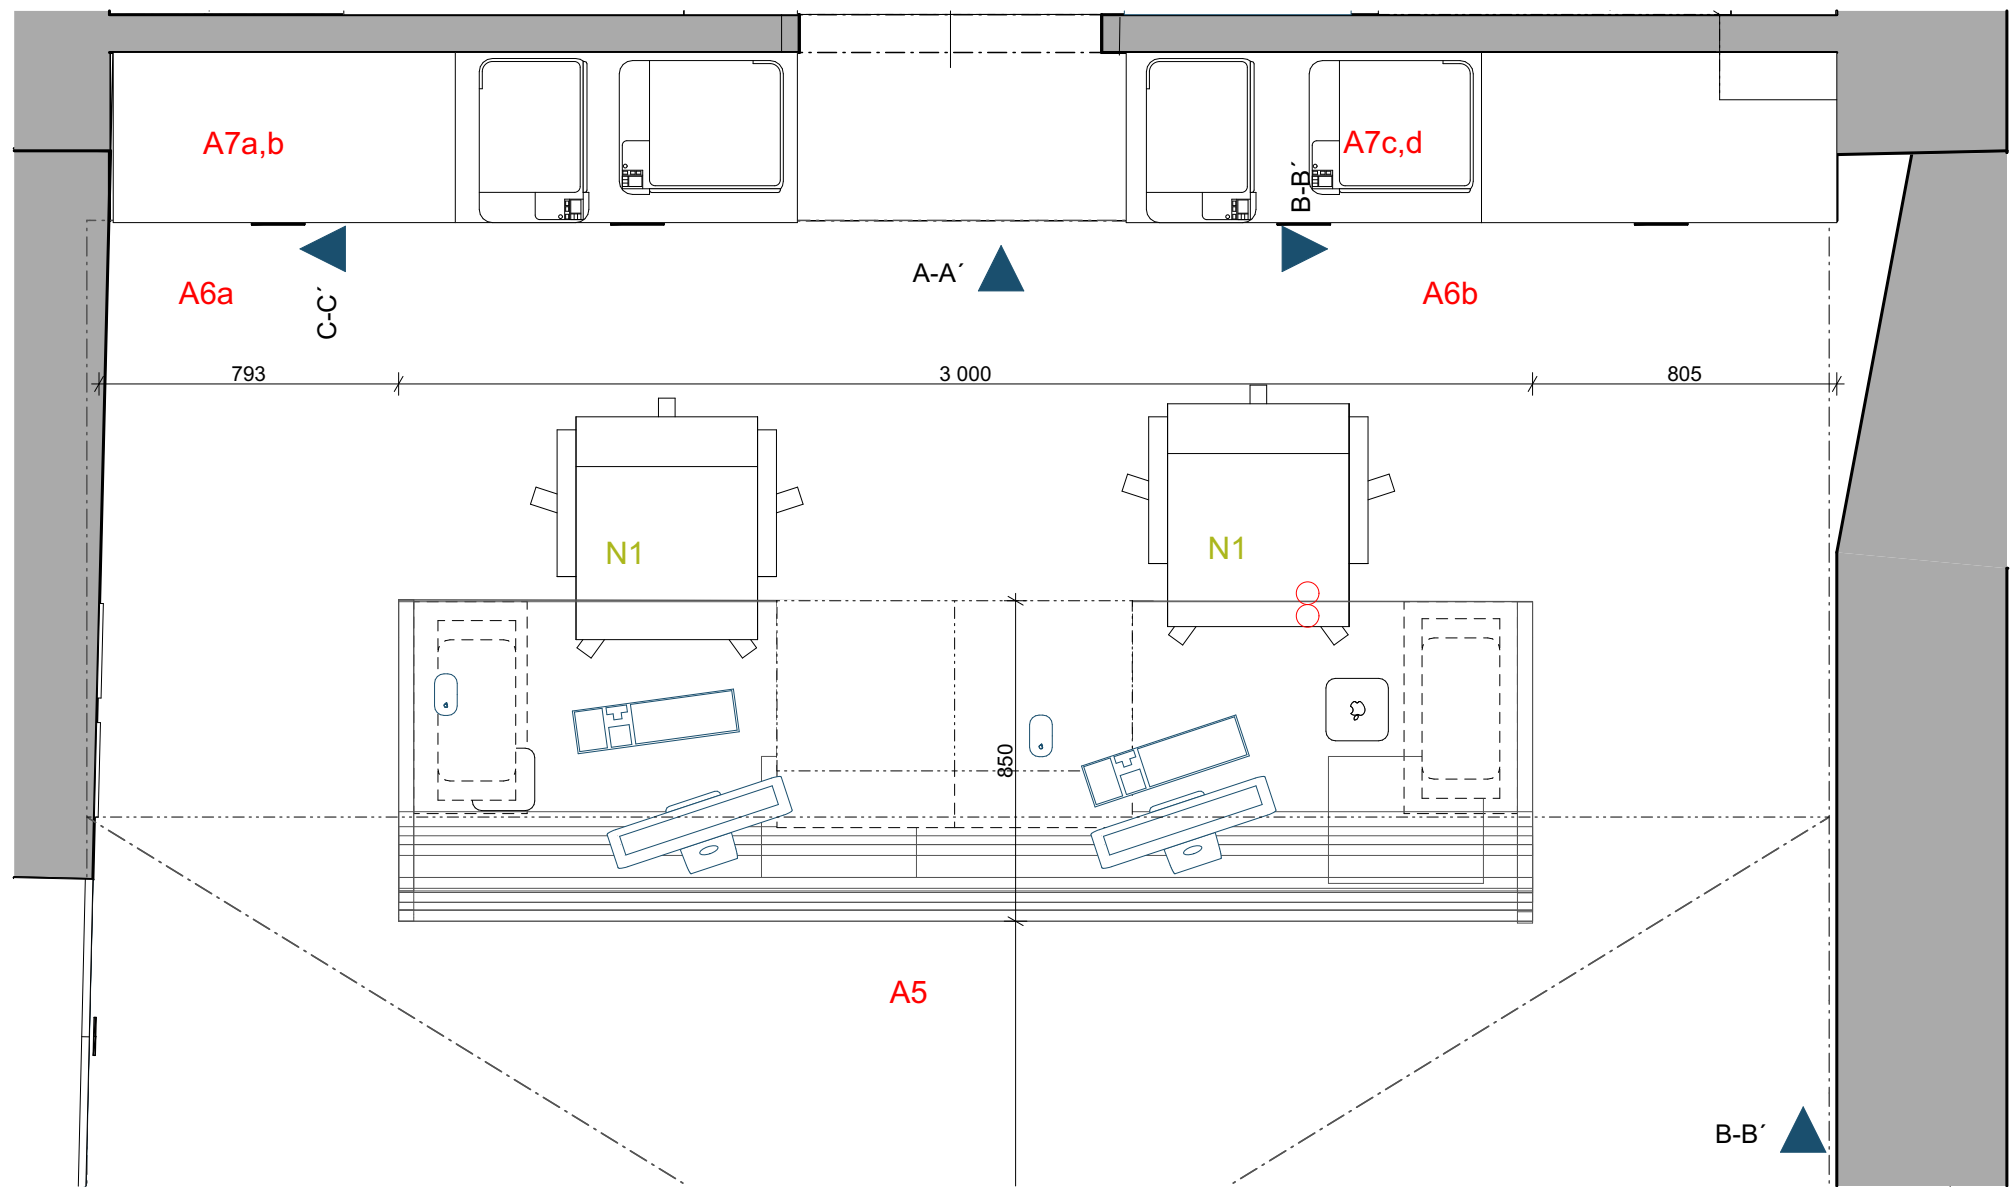 A7a,b
A7c,d
B-B´
A-A´
A6a
C-C´
A6b
793
3 000
805
N1
N1
850
A5
B-B´